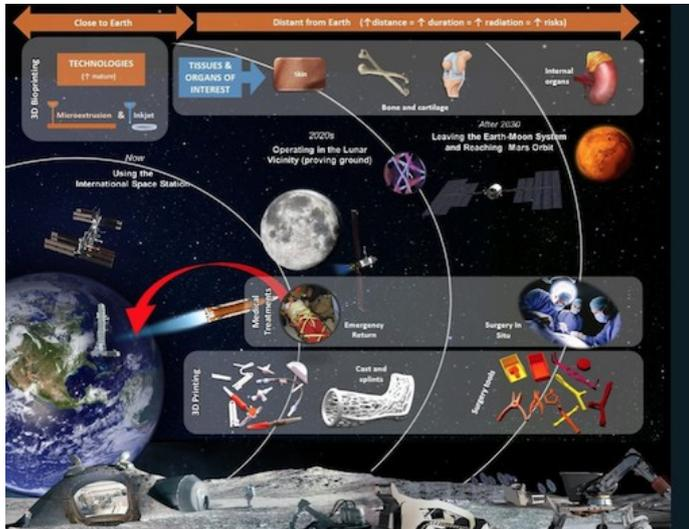 Close to Earth
Distant from Earth (↑distance = ↑ duration = ↑ radiation = ↑ risks)
3D Bioprinting
TECHNOLOGIES
(↑ mature)
Microextrusion & Inkjet
TISSUES &
ORGANS OF
INTEREST
Skin
Bone and cartilage
Internal
organs
Now
Using the
International Space Station
2020s
Operating in the Lunar
Vicinity (proving ground)
After 2030
Leaving the Earth-Moon System
and Reaching Mars Orbit
Medical
Treatments
Emergency
Return
Surgery In
Situ
3D Printing
Cast and
splints
Surgery tools